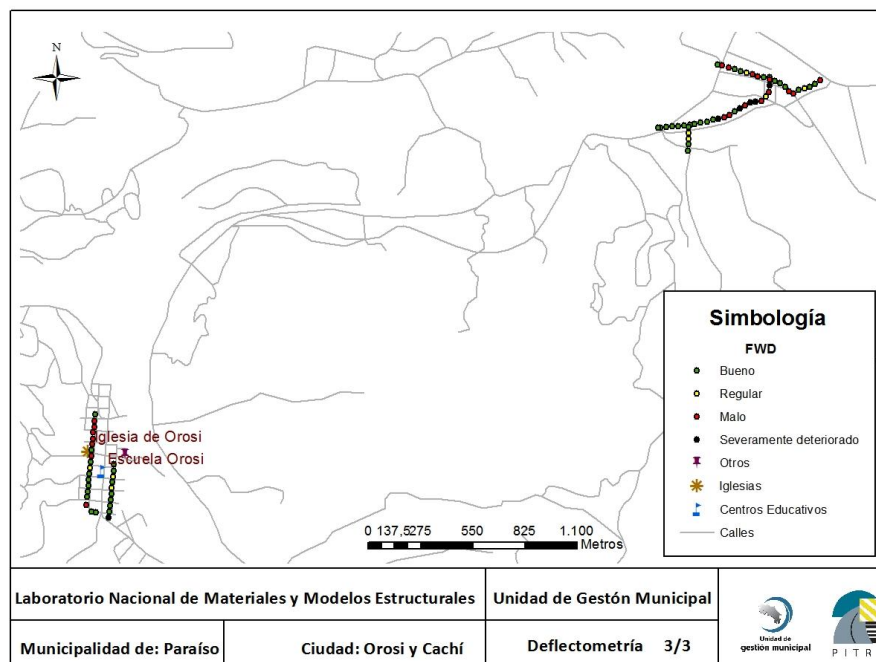 N
Iglesia de Orosi
Escuela Orosi
0 137,5275 550 825 1.100
Metros
Simbología
FWD
Bueno
Regular
Malo
Severamente deteriorado
Otros
Iglesias
Centros Educativos
Calles
Laboratorio Nacional de Materiales y Modelos Estructurales
Unidad de Gestón Municipal
Municipalidad de: Paraíso
Ciudad: Orosi y Cachí
Deflectometría 3/3
Unidad de
gestión municipal
P I T R